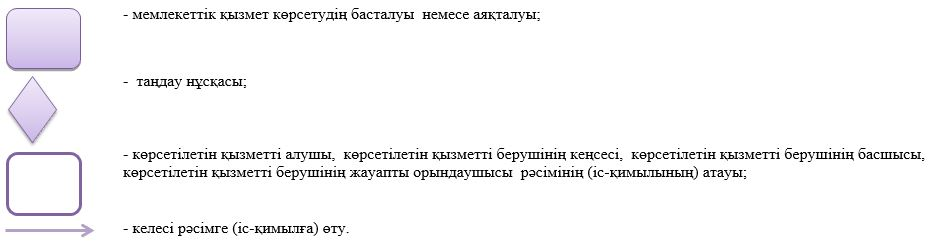 - мемлекеттік қызмет көрсетудің басталуы немесе аяқталуы;
- таңдау нұсқасы;
- көрсетілетін қызметті алушы, көрсетілетін қызметті берушінің кеңсесі, көрсетілетін қызметті берушінің басшысы,
көрсетілетін қызметті берушінің жауапты орындаушысы рәсімінің (іс-қимылының) атауы;
- келесі рәсімге (іс-қимылға) өту.